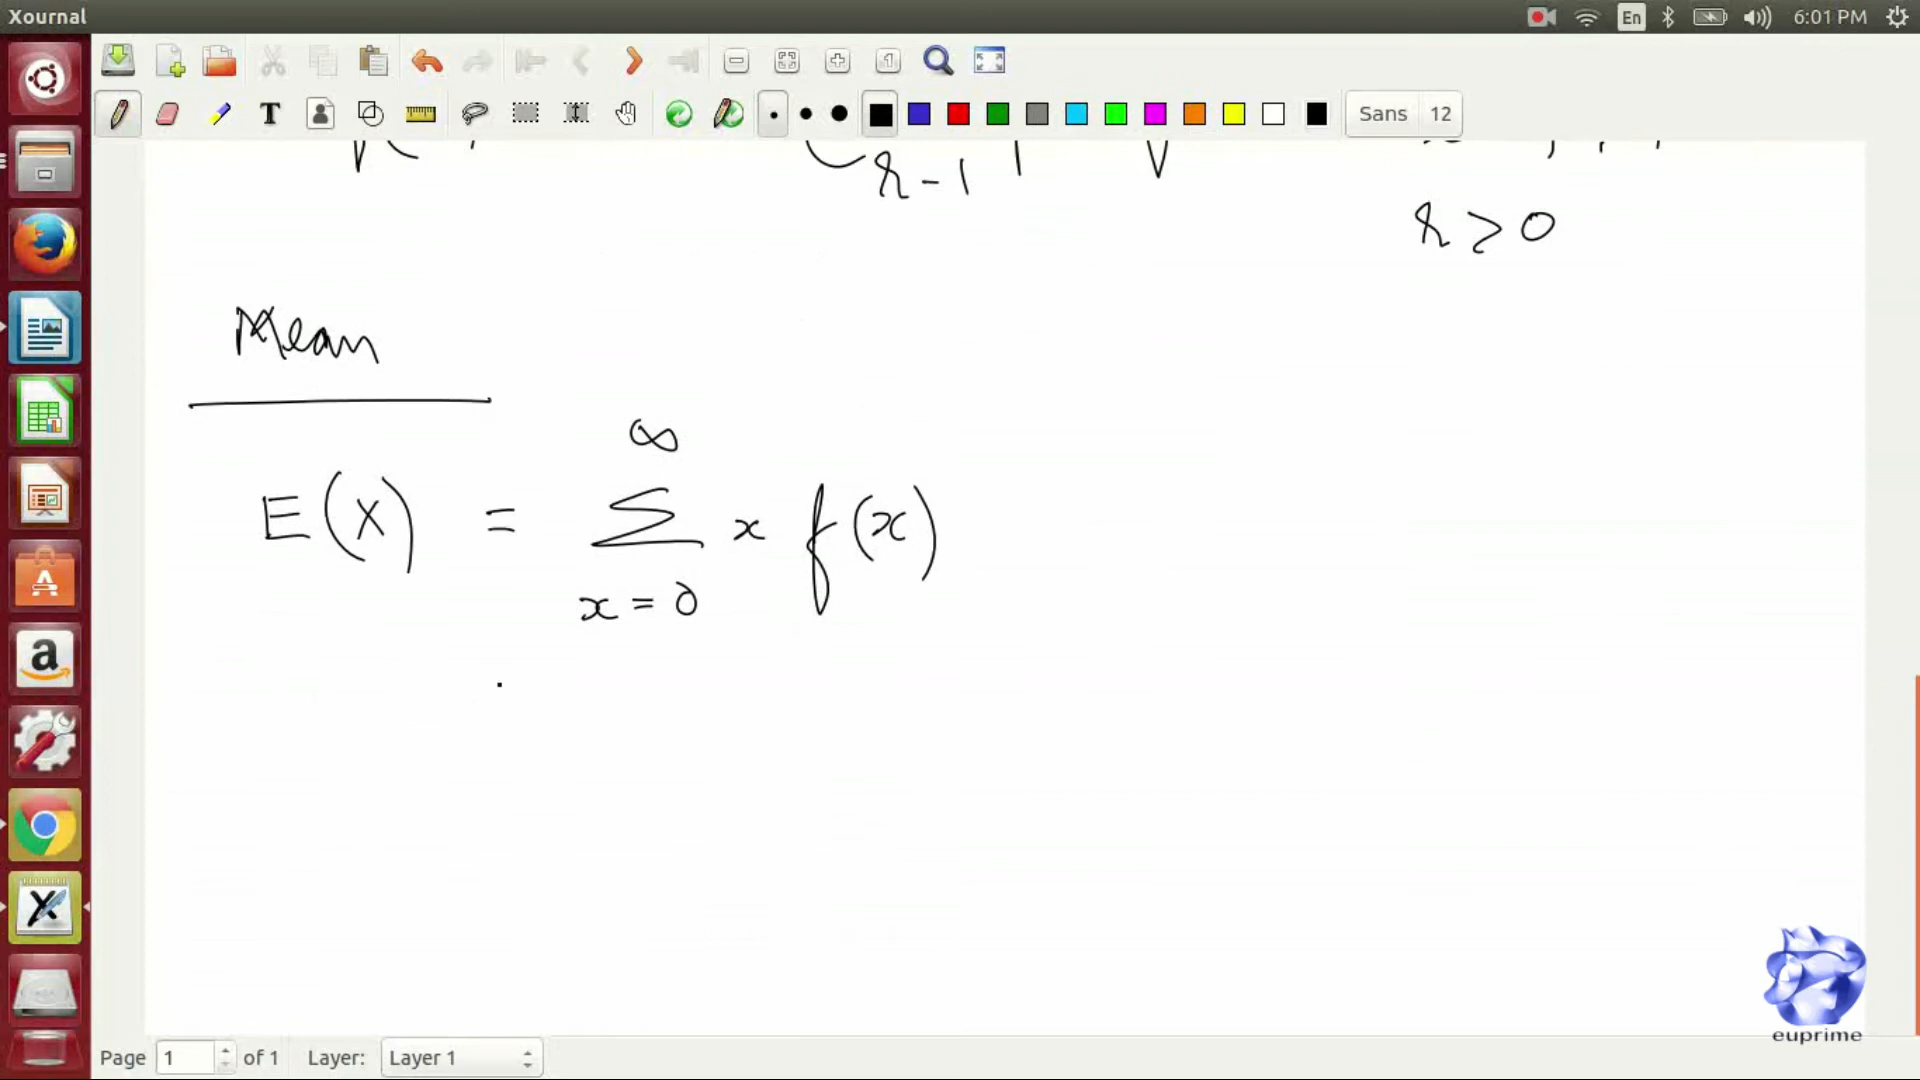 Xournal
En
6:01 PM
Sans 12
r - 1
r > 0
Mean
∞
E(X) = Σ x f(x)
x = 0
euprime
Page 1 of 1 Layer: Layer 1